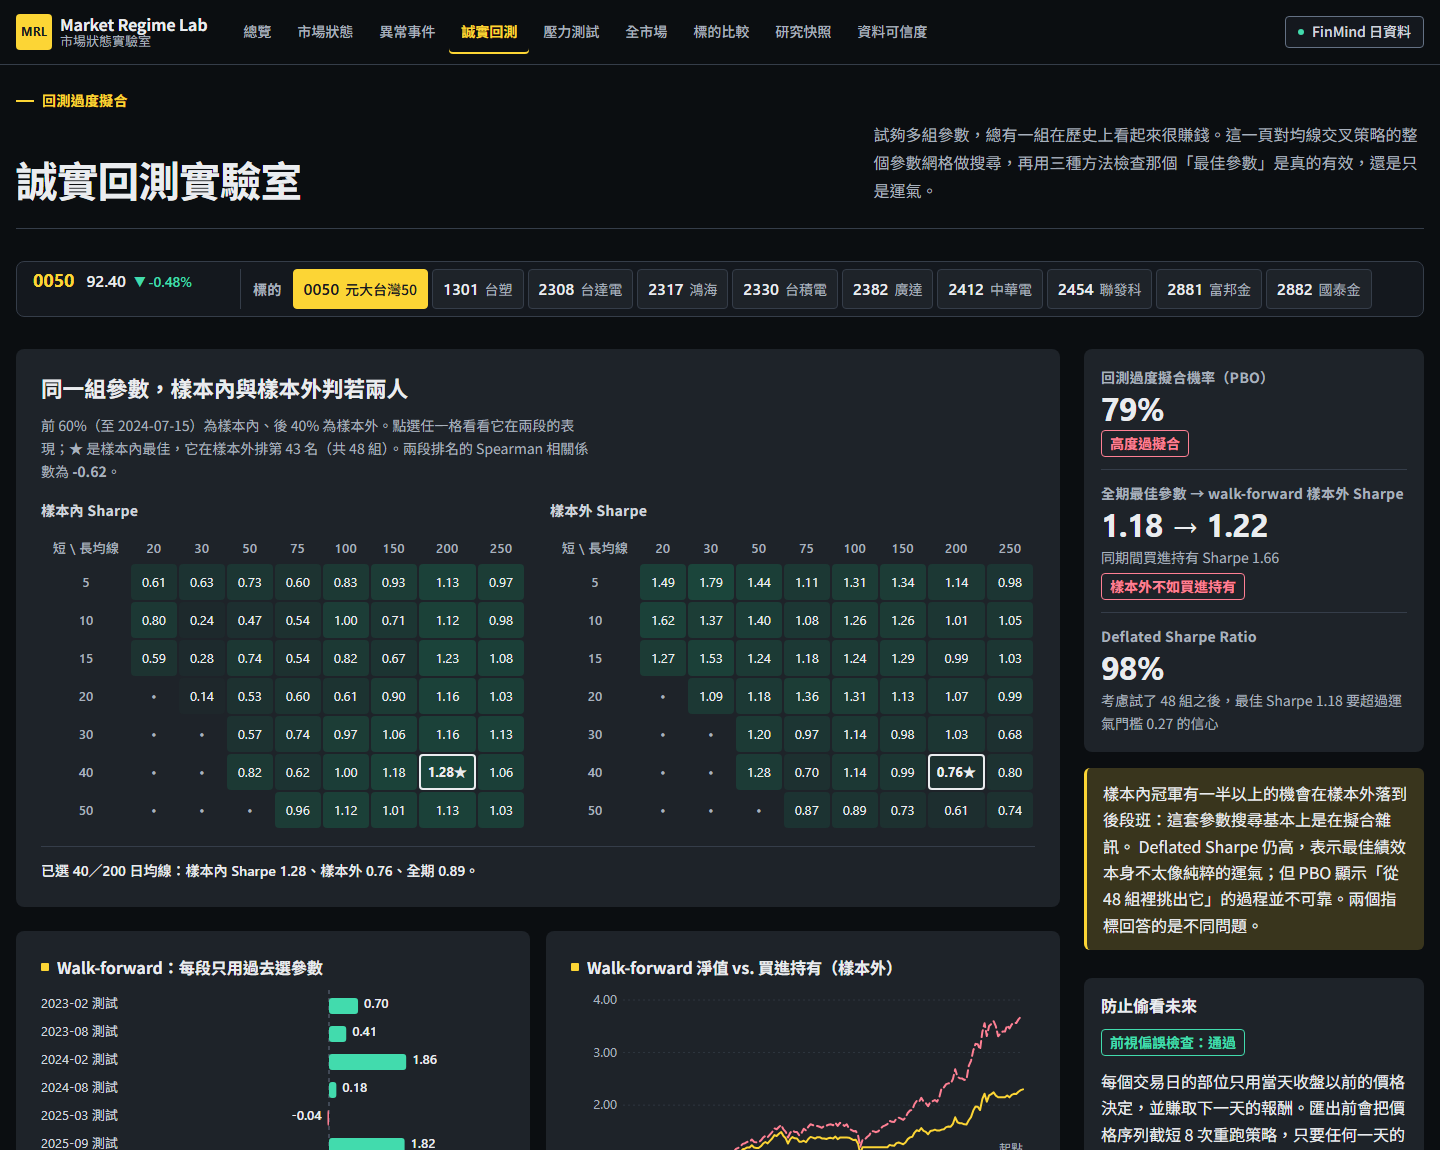 MRL Market Regime Lab
市場狀態實驗室
總覽 市場狀態 異常事件 誠實回測 壓力測試 全市場 標的比較 研究快照 資料可信度
FinMind 日資料
回測過度擬合
誠實回測實驗室
試夠多組參數，總有一組在歷史上看起來很賺錢。這一頁對均線交叉策略的整
個參數網格做搜尋，再用三種方法檢查那個「最佳參數」是真的有效，還是只
是運氣。
0050 92.40 ▼ -0.48% 標的 0050 元大台灣50 1301 台塑 2308 台達電 2317 鴻海 2330 台積電 2382 廣達 2412 中華電 2454 聯發科 2881 富邦金 2882 國泰金
同一組參數，樣本內與樣本外判若兩人
前 60%（至 2024-07-15）為樣本內、後 40% 為樣本外。點選任一格看看它在兩段的表
現；★ 是樣本內最佳，它在樣本外排第 43 名（共 48 組）。兩段排名的 Spearman 相關係
數為 -0.62。
樣本內 Sharpe
短 \ 長均線 20 30 50 75 100 150 200 250
5 0.61 0.63 0.73 0.60 0.83 0.93 1.13 0.97
10 0.80 0.24 0.47 0.54 1.00 0.71 1.12 0.98
15 0.59 0.28 0.74 0.54 0.82 0.67 1.23 1.08
20 • 0.14 0.53 0.60 0.61 0.90 1.16 1.03
30 • • 0.57 0.74 0.97 1.06 1.16 1.13
40 • • 0.82 0.62 1.00 1.18 1.28★ 1.06
50 • • • 0.96 1.12 1.01 1.13 1.03
樣本外 Sharpe
短 \ 長均線 20 30 50 75 100 150 200 250
5 1.49 1.79 1.44 1.11 1.31 1.34 1.14 0.98
10 1.62 1.37 1.40 1.08 1.26 1.26 1.01 1.05
15 1.27 1.53 1.24 1.18 1.24 1.29 0.99 1.03
20 • 1.09 1.18 1.36 1.31 1.13 1.07 0.99
30 • • 1.20 0.97 1.14 0.98 1.03 0.68
40 • • 1.28 0.70 1.14 0.99 0.76★ 0.80
50 • • • 0.87 0.89 0.73 0.61 0.74
已選 40／200 日均線：樣本內 Sharpe 1.28、樣本外 0.76、全期 0.89。
回測過度擬合機率（PBO）
79%
高度過擬合
全期最佳參數 → walk-forward 樣本外 Sharpe
1.18 → 1.22
同期間買進持有 Sharpe 1.66
樣本外不如買進持有
Deflated Sharpe Ratio
98%
考慮試了 48 組之後，最佳 Sharpe 1.18 要超過運
氣門檻 0.27 的信心
樣本內冠軍有一半以上的機會在樣本外落到
後段班：這套參數搜尋基本上是在擬合雜
訊。 Deflated Sharpe 仍高，表示最佳績效
本身不太像純粹的運氣；但 PBO 顯示「從
48 組裡挑出它」的過程並不可靠。兩個指
標回答的是不同問題。
Walk-forward：每段只用過去選參數
2023-02 測試 0.70
2023-08 測試 0.41
2024-02 測試 1.86
2024-08 測試 0.18
2025-03 測試 -0.04
2025-09 測試 1.82
Walk-forward 淨值 vs. 買進持有（樣本外）
4.00
3.00
2.00
起點
防止偷看未來
前視偏誤檢查：通過
每個交易日的部位只用當天收盤以前的價格
決定，並賺取下一天的報酬。匯出前會把價
格序列截短 8 次重跑策略，只要任何一天的